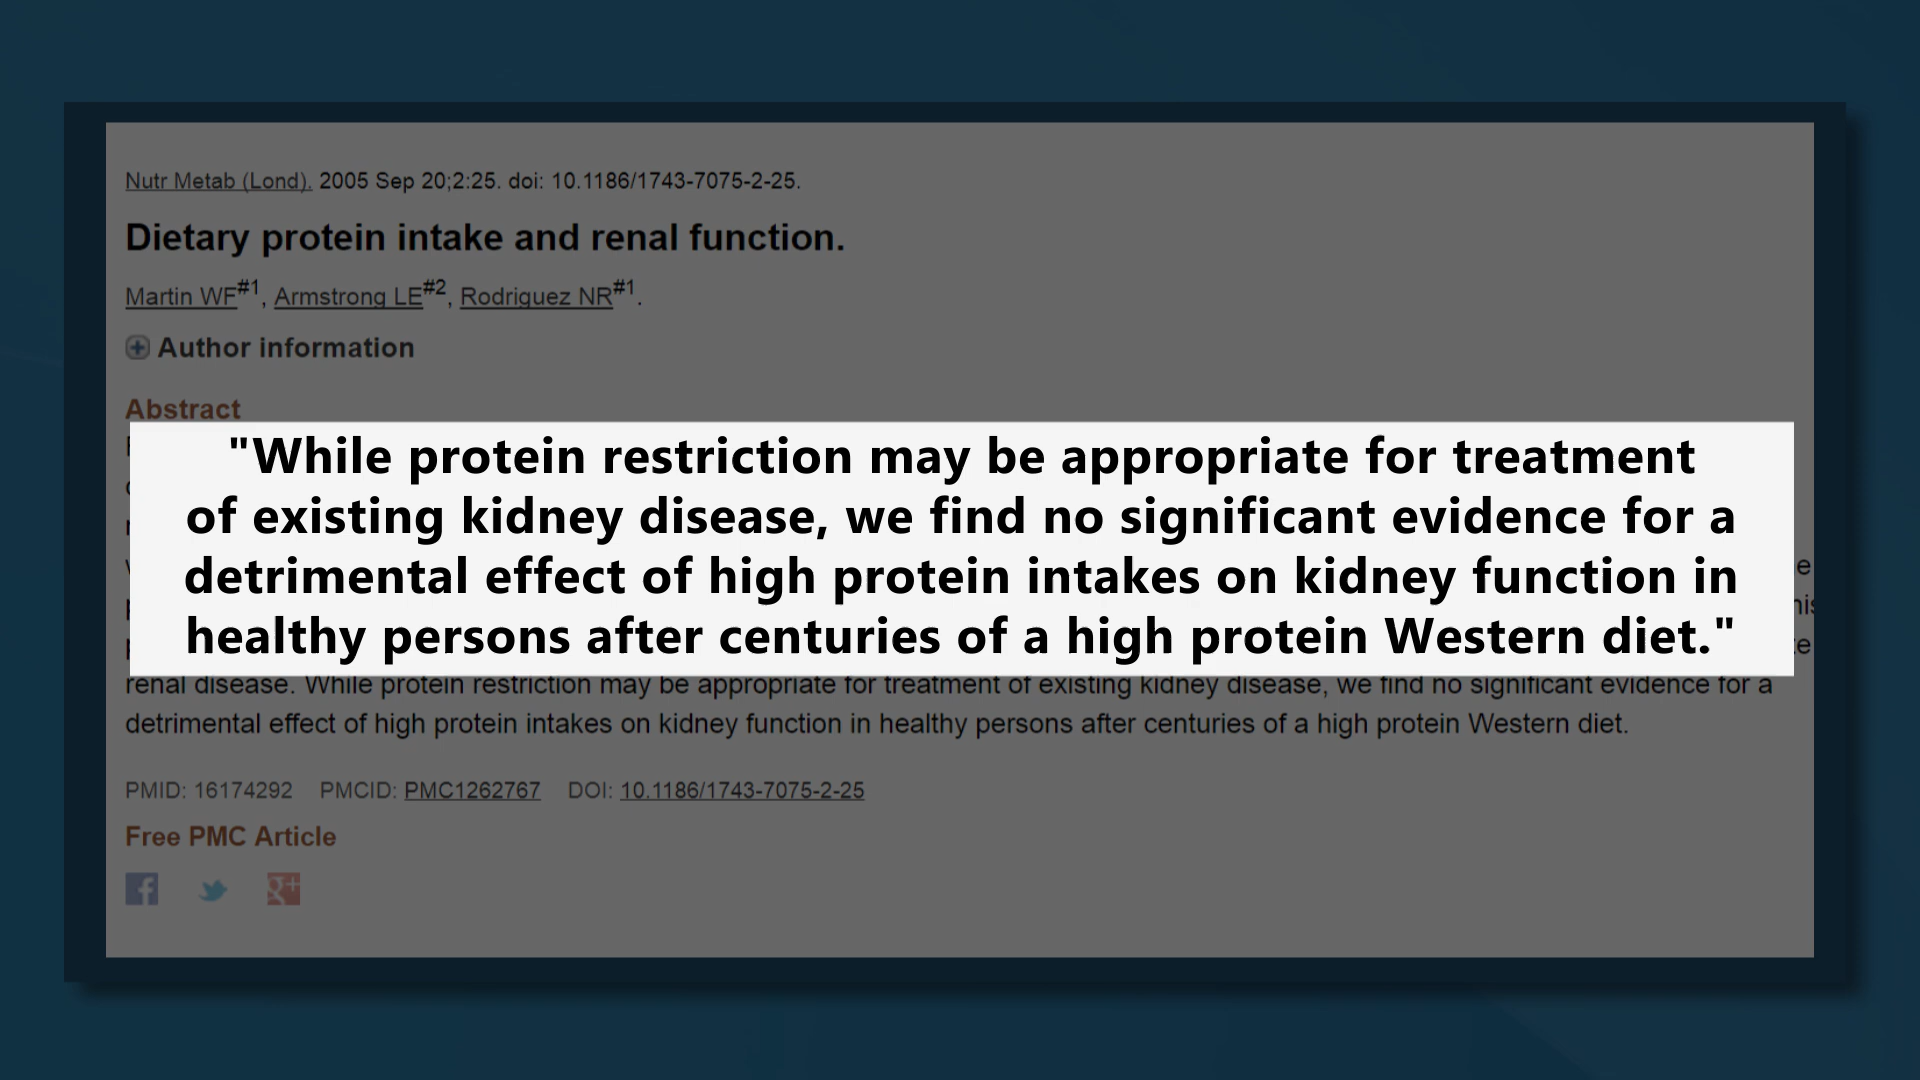 Nutr Metab (Lond). 2005 Sep 20;2:25. doi: 10.1186/1743-7075-2-25.
Dietary protein intake and renal function.
Martin WF#1, Armstrong LE#2, Rodriguez NR#1.
Author information
Abstract
"While protein restriction may be appropriate for treatment
of existing kidney disease, we find no significant evidence for a
detrimental effect of high protein intakes on kidney function in
healthy persons after centuries of a high protein Western diet."
renal disease. While protein restriction may be appropriate for treatment of existing kidney disease, we find no significant evidence for a
detrimental effect of high protein intakes on kidney function in healthy persons after centuries of a high protein Western diet.
PMID: 16174292 PMCID: PMC1262767 DOI: 10.1186/1743-7075-2-25
Free PMC Article
f g+